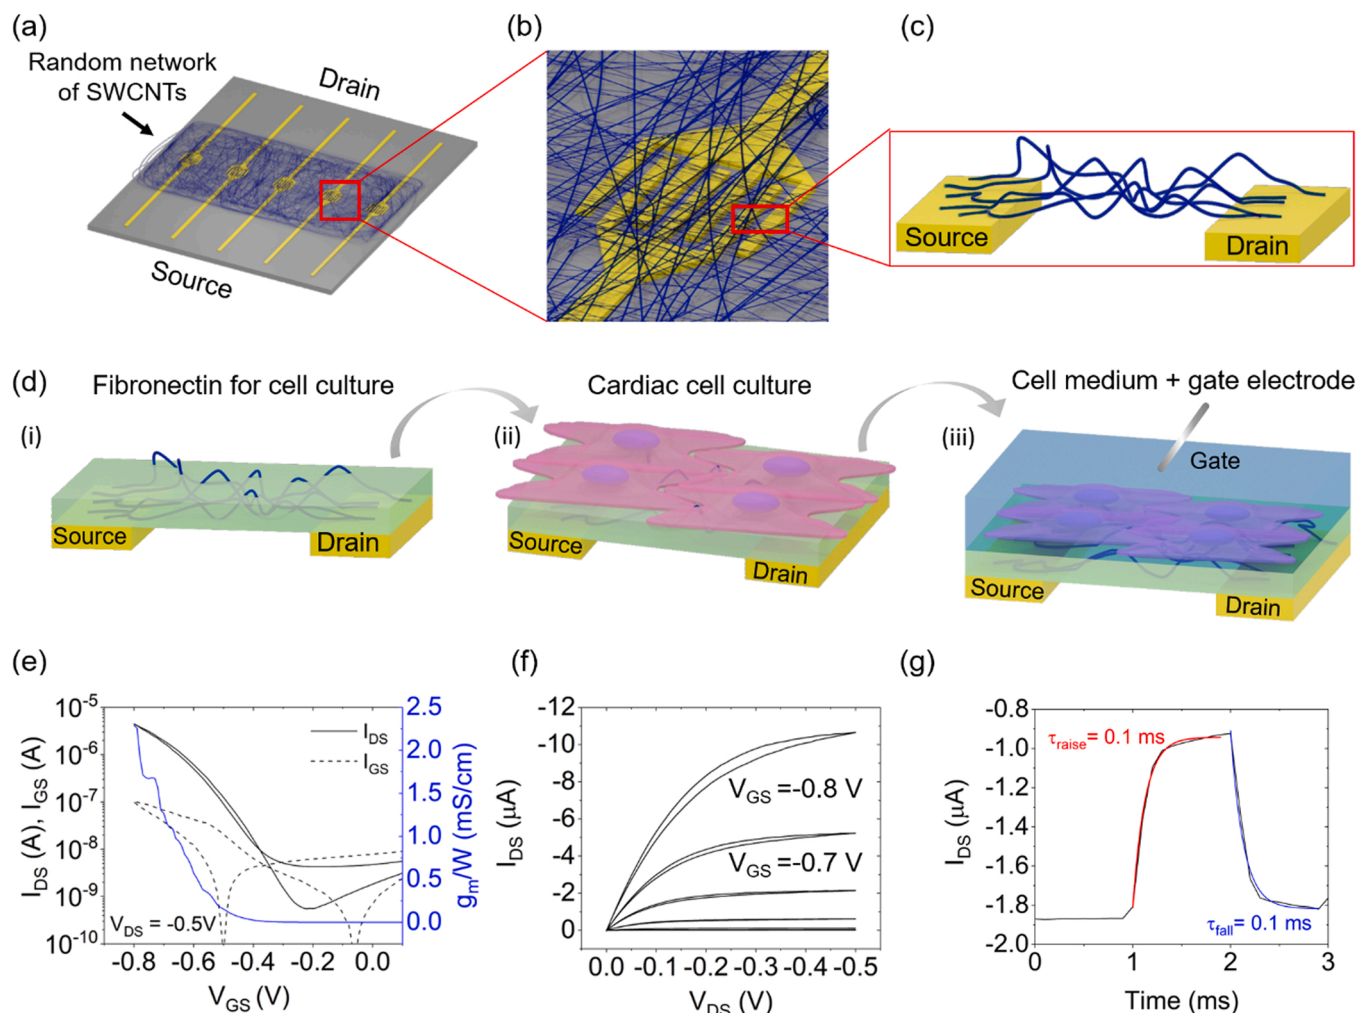 (a)
Random network
of SWCNTs
Drain
Source
(b)
(c)
Source
Drain
(d)
Fibronectin for cell culture
Cardiac cell culture
Cell medium + gate electrode
(i)
Source
Drain
(ii)
Source
Drain
(iii)
Gate
Source
Drain
(e)
I_DS (A), I_GS (A)
10⁻⁵
10⁻⁶
10⁻⁷
10⁻⁸
10⁻⁹
10⁻¹⁰
I_DS
I_GS
V_DS = -0.5V
2.5
2.0
1.5
1.0
0.5
0.0
g_m/W (mS/cm)
-0.8 -0.6 -0.4 -0.2 0.0
V_GS (V)
(f)
I_DS (μA)
-12
-10
-8
-6
-4
-2
0
V_GS =-0.8 V
V_GS =-0.7 V
0.0 -0.1 -0.2 -0.3 -0.4 -0.5
V_DS (V)
(g)
I_DS (μA)
-0.8
-1.0
-1.2
-1.4
-1.6
-1.8
-2.0
τ_raise= 0.1 ms
τ_fall= 0.1 ms
0 1 2 3
Time (ms)